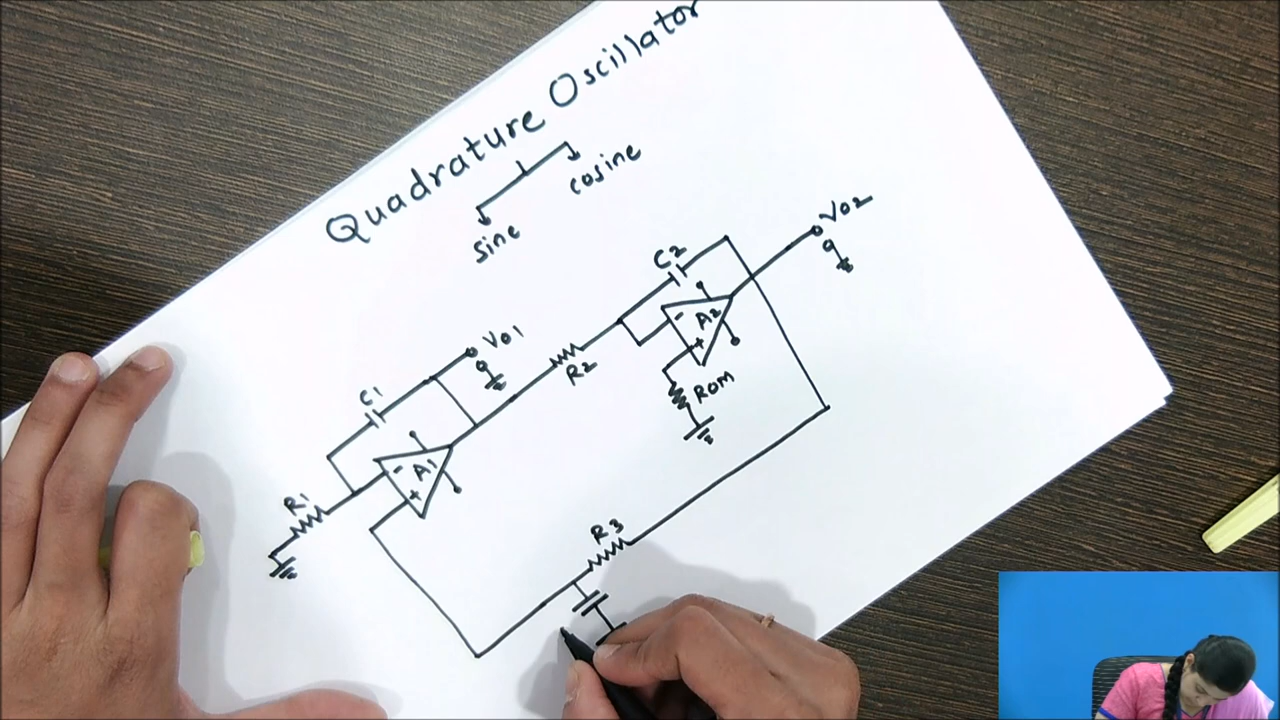 Quadrature Oscillator
sine
cosine
C2
Vo2
- A2
+
Vo1
R2
ROM
C1
- A1
+
R1
R3